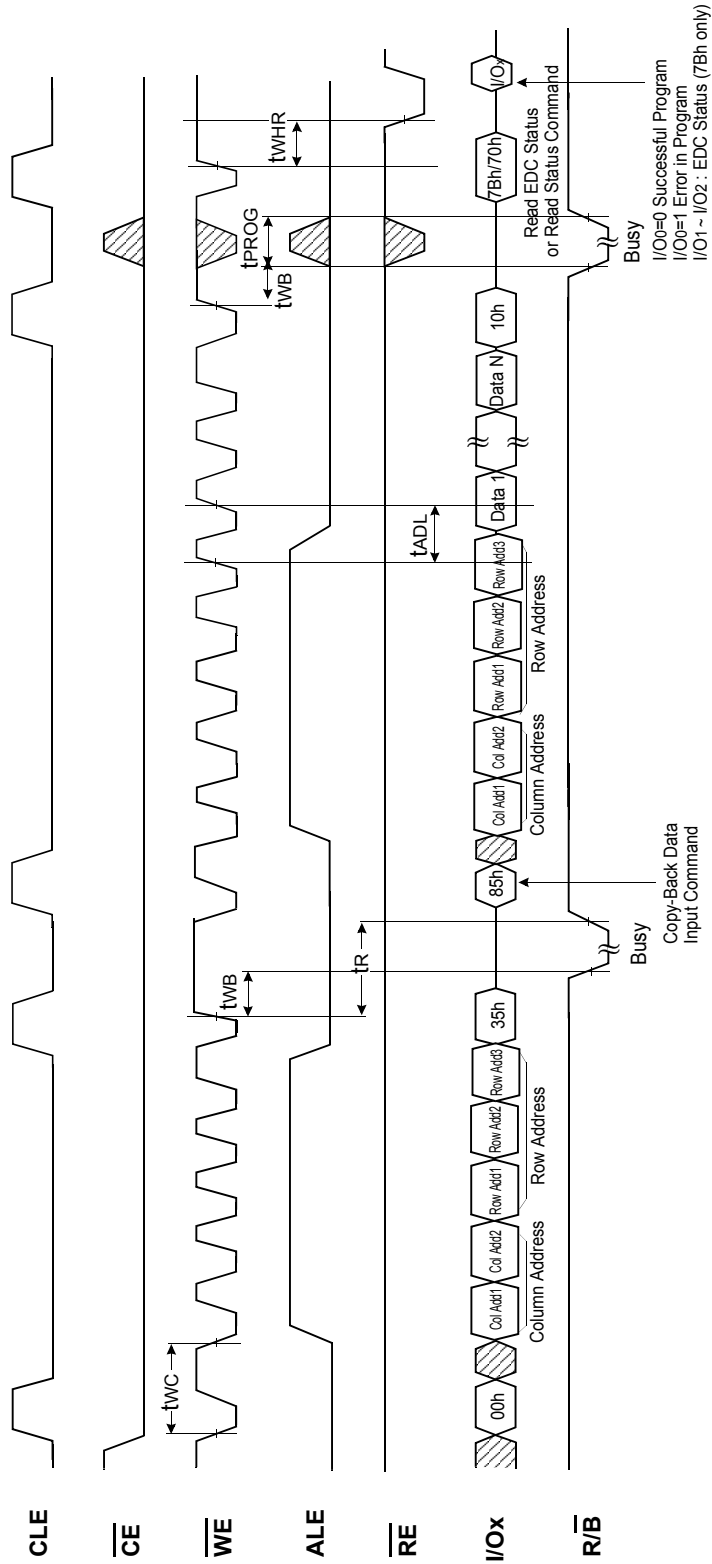 CLE
CE
WE
tWC
tWB
tWB
tPROG
tWHR
ALE
tR
tADL
RE
I/Ox
00h
Col Add1
Col Add2
Row Add1
Row Add2
Row Add3
35h
85h
Col Add1
Col Add2
Row Add1
Row Add2
Row Add3
Data 1
Data N
10h
7Bh/70h
I/Ox
Column Address
Row Address
Column Address
Row Address
Read EDC Status
or Read Status Command
R/B
Busy
Busy
Copy-Back Data
Input Command
I/O0=0 Successful Program
I/O0=1 Error in Program
I/O1 ~ I/O2 : EDC Status (7Bh only)